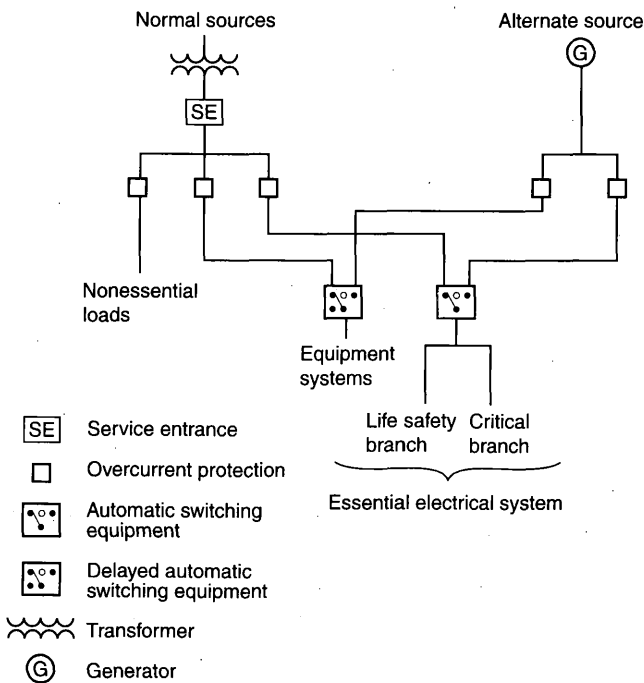 Normal sources
Alternate source
G
SE
Nonessential
loads
Equipment
systems
Life safety
branch
Critical
branch
Essential electrical system
SE Service entrance
Overcurrent protection
Automatic switching
equipment
Delayed automatic
switching equipment
Transformer
G Generator